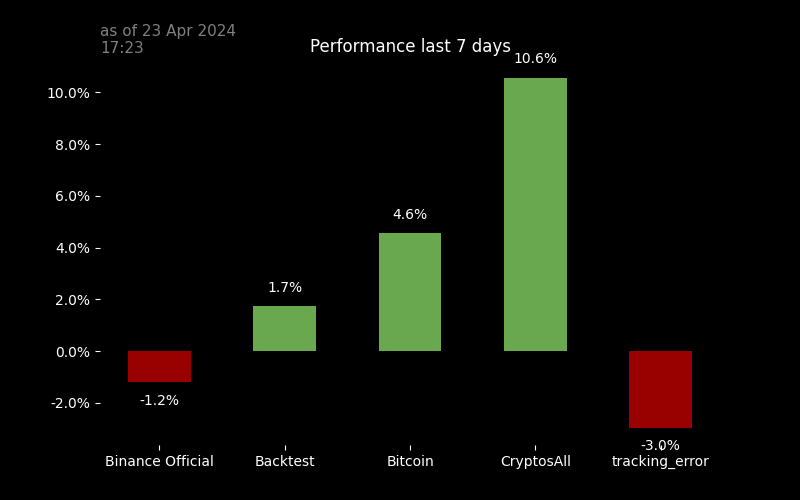 as of 23 Apr 2024
17:23
Performance last 7 days
10.6%
10.0%
8.0%
6.0%
4.6%
4.0%
1.7%
2.0%
0.0%
-1.2%
-2.0%
-3.0%
Binance Official
Backtest
Bitcoin
CryptosAll
tracking_error